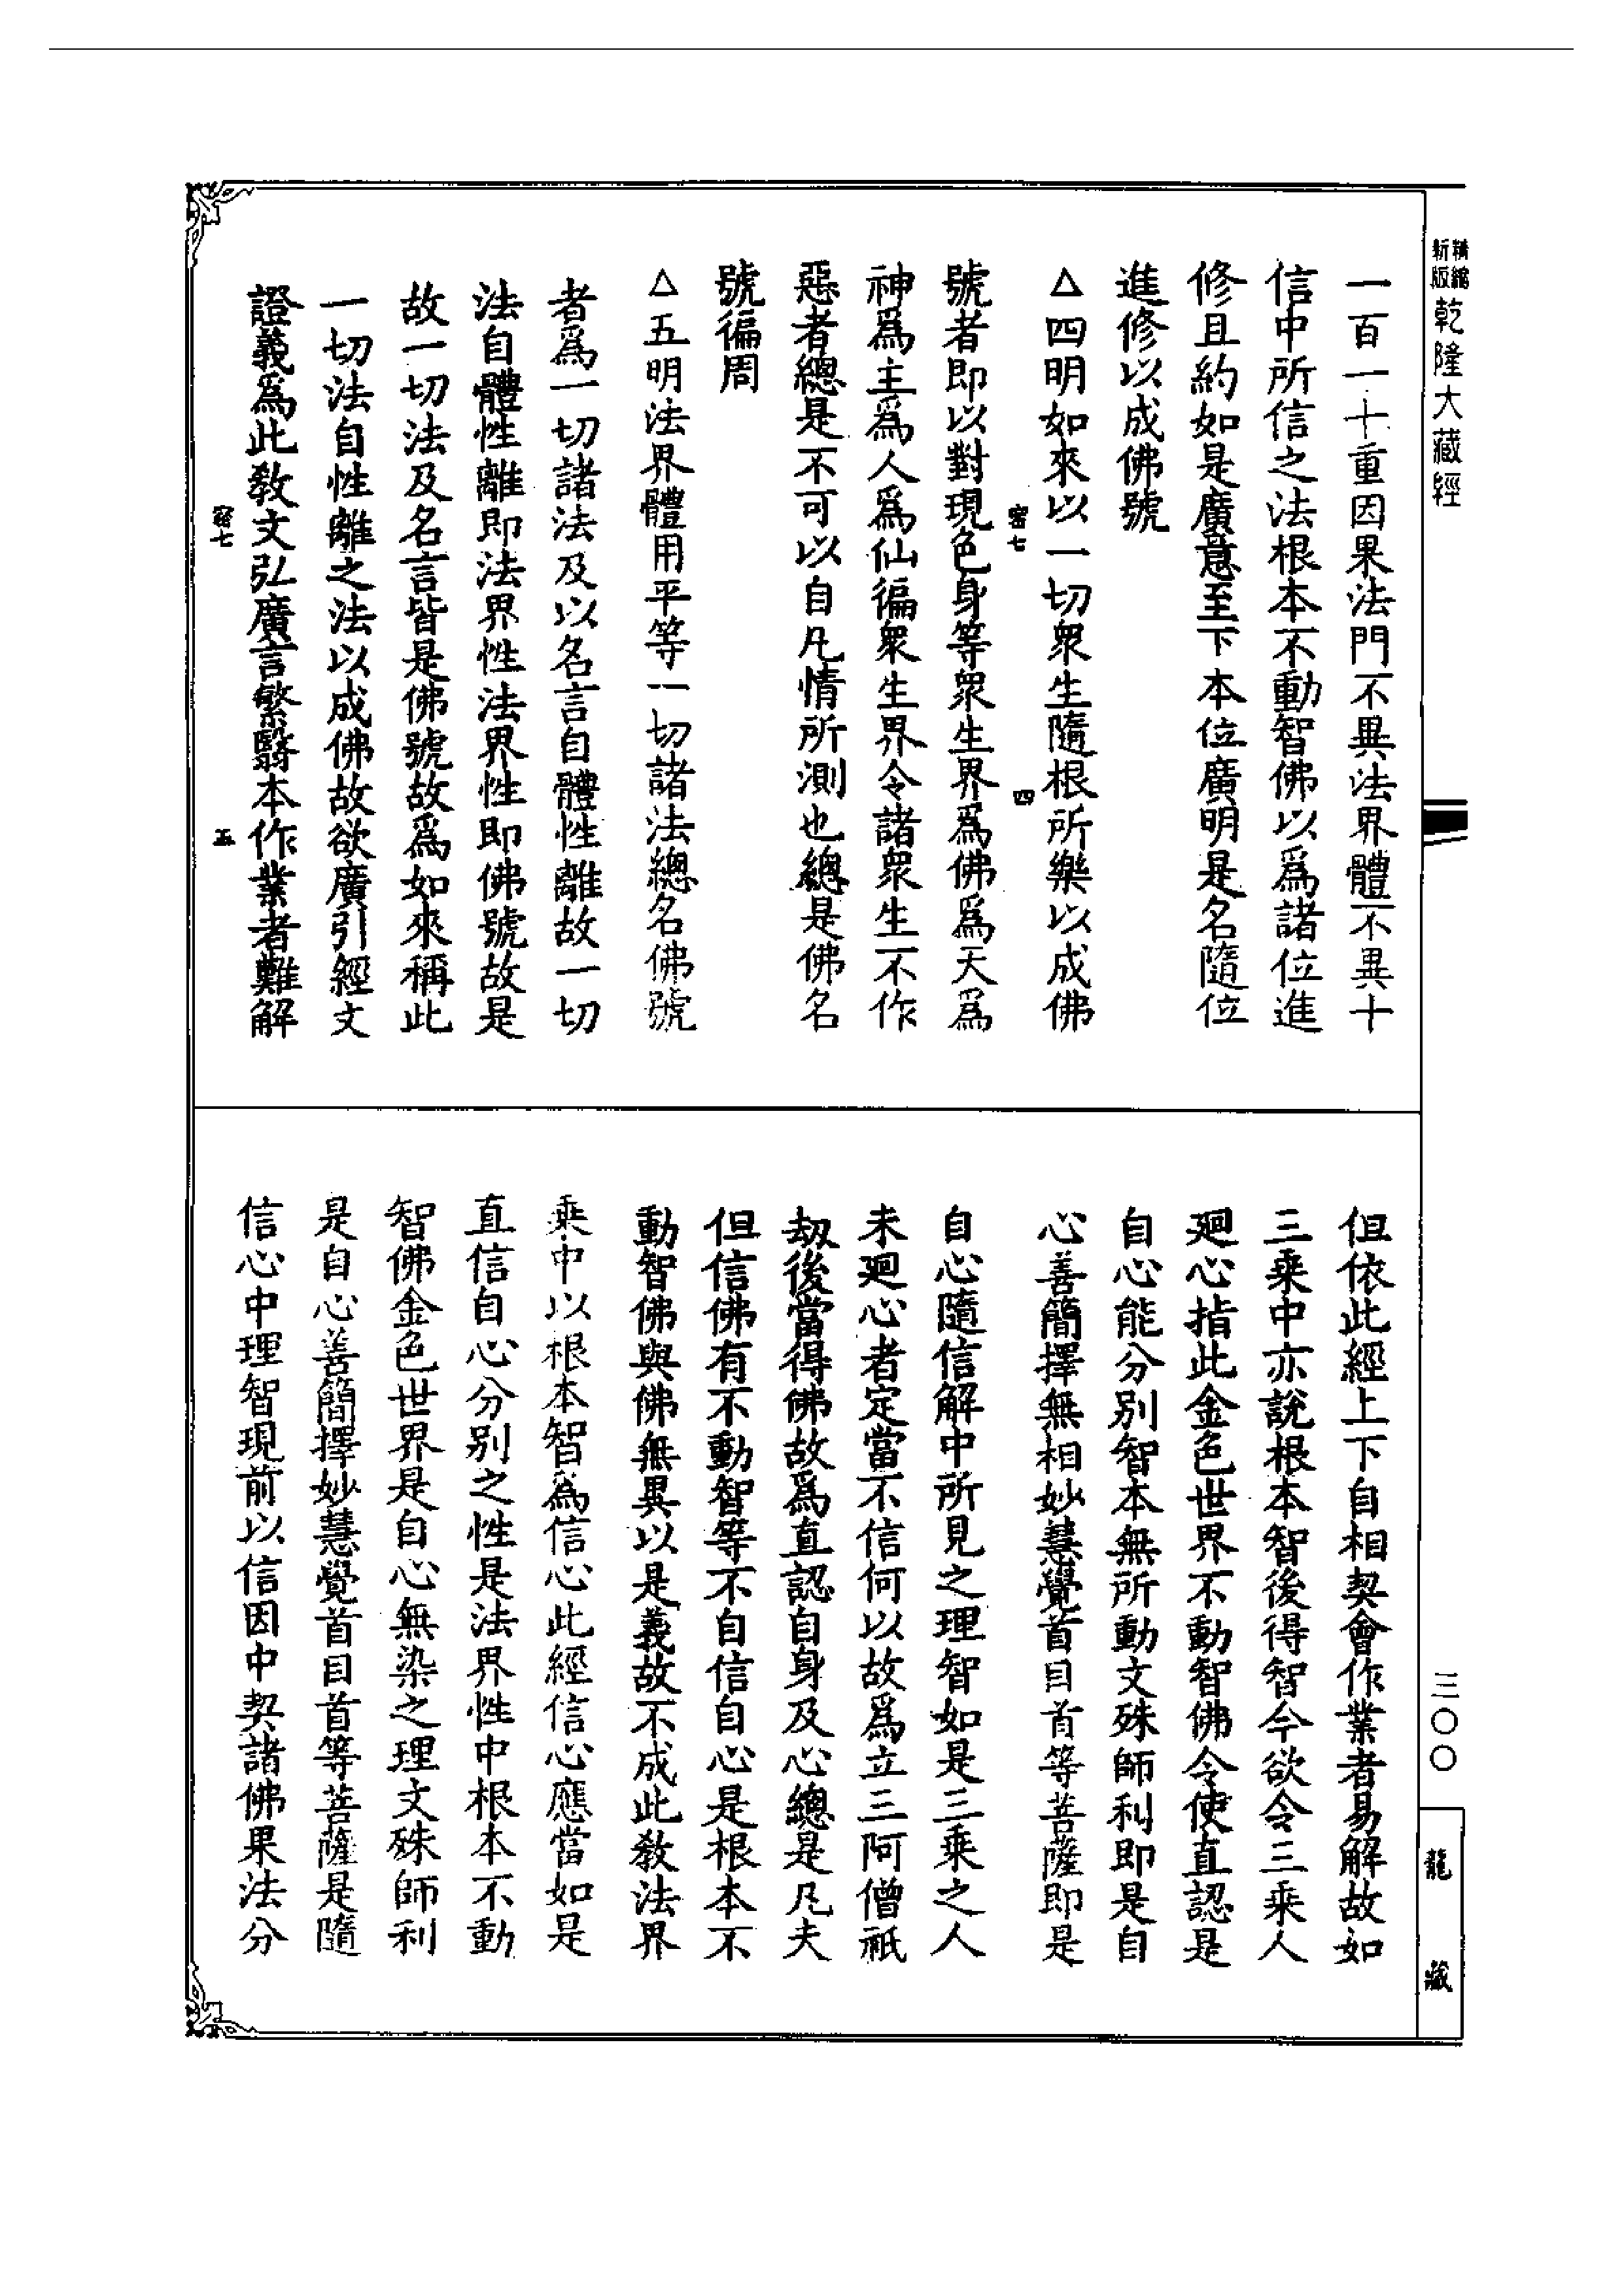 精縮新版乾隆大藏經
三〇〇
龍藏
一百一十重因果法門不異法界體不異十
信中所信之法根本不動智佛以爲諸位進
修且約如是廣意至下本位廣明是名隨位
進修以成佛號
△四明如來以一切衆生隨根所樂以成佛
密七 四
號者即以對現色身等衆生界爲佛爲天爲
神爲主爲人爲仙徧衆生界令諸衆生不作
惡者總是不可以自凡情所測也總是佛名
號徧周
△五明法界體用平等一切諸法總名佛號
者爲一切諸法及以名言自體性離故一切
法自體性離即法界性法界性即佛號故是
故一切法及名言皆是佛號故爲如來稱此
一切法自性離之法以成佛故欲廣引經文
證義爲此教文弘廣言繁翳本作業者難解
密七 五
但依此經上下自相契會作業者易解故如
三乘中亦說根本智後得智今欲令三乘人
廻心指此金色世界不動智佛令使直認是
自心能分別智本無所動文殊師利即是自
心善簡擇無相妙慧覺首目首等菩薩即是
自心隨信解中所見之理智如是三乘之人
未廻心者定當不信何以故爲立三阿僧祇
劫後當得佛故爲直認自身及心總是凡夫
但信佛有不動智等不自信自心是根本不
動智佛與佛無異以是義故不成此教法界
乘中以根本智爲信心此經信心應當如是
直信自心分別之性是法界性中根本不動
智佛金色世界是自心無染之理文殊師利
是自心善簡擇妙慧覺首目首等菩薩是隨
信心中理智現前以信因中契諸佛果法分